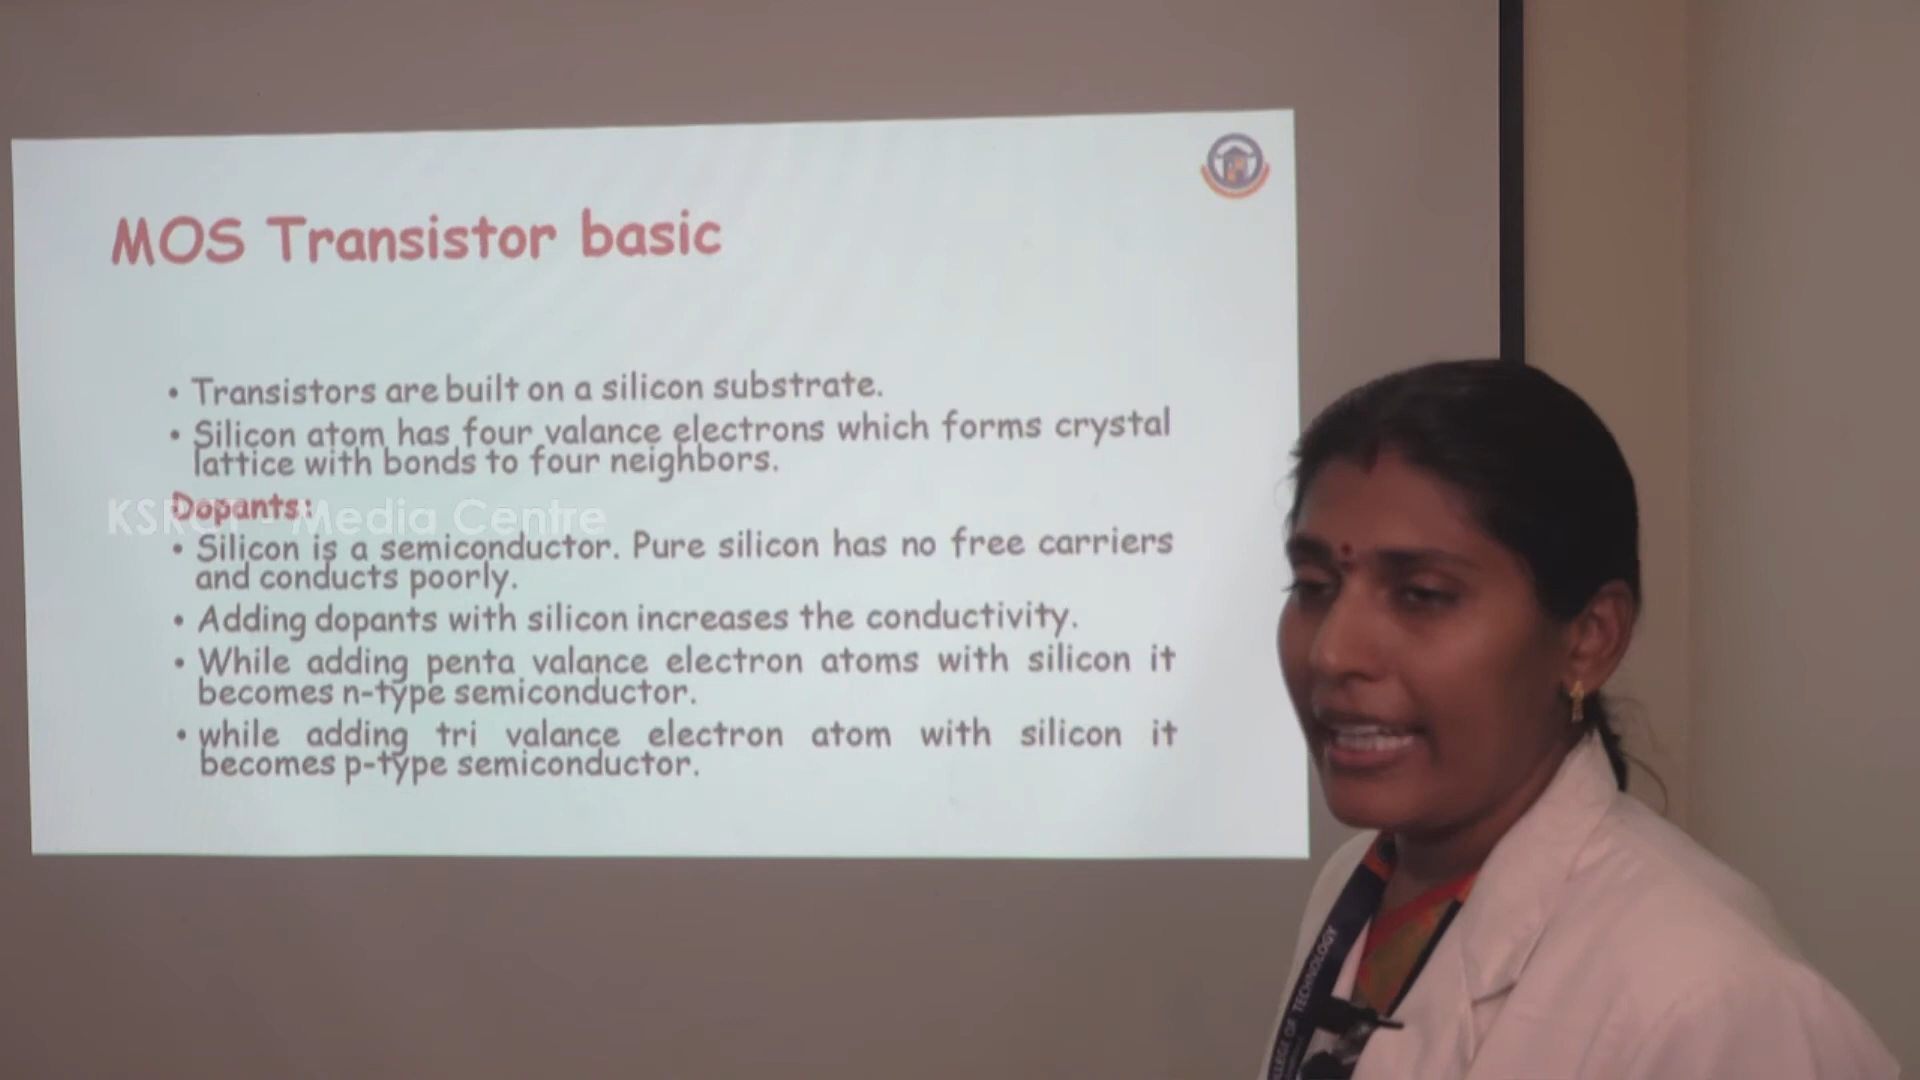 MOS Transistor basic
• Transistors are built on a silicon substrate.
• Silicon atom has four valance electrons which forms crystal
lattice with bonds to four neighbors.
Dopants:
KSRCT - Media Centre
• Silicon is a semiconductor. Pure silicon has no free carriers
and conducts poorly.
• Adding dopants with silicon increases the conductivity.
• While adding penta valance electron atoms with silicon it
becomes n-type semiconductor.
• while adding tri valance electron atom with silicon it
becomes p-type semiconductor.
OF TECHNOLOGY